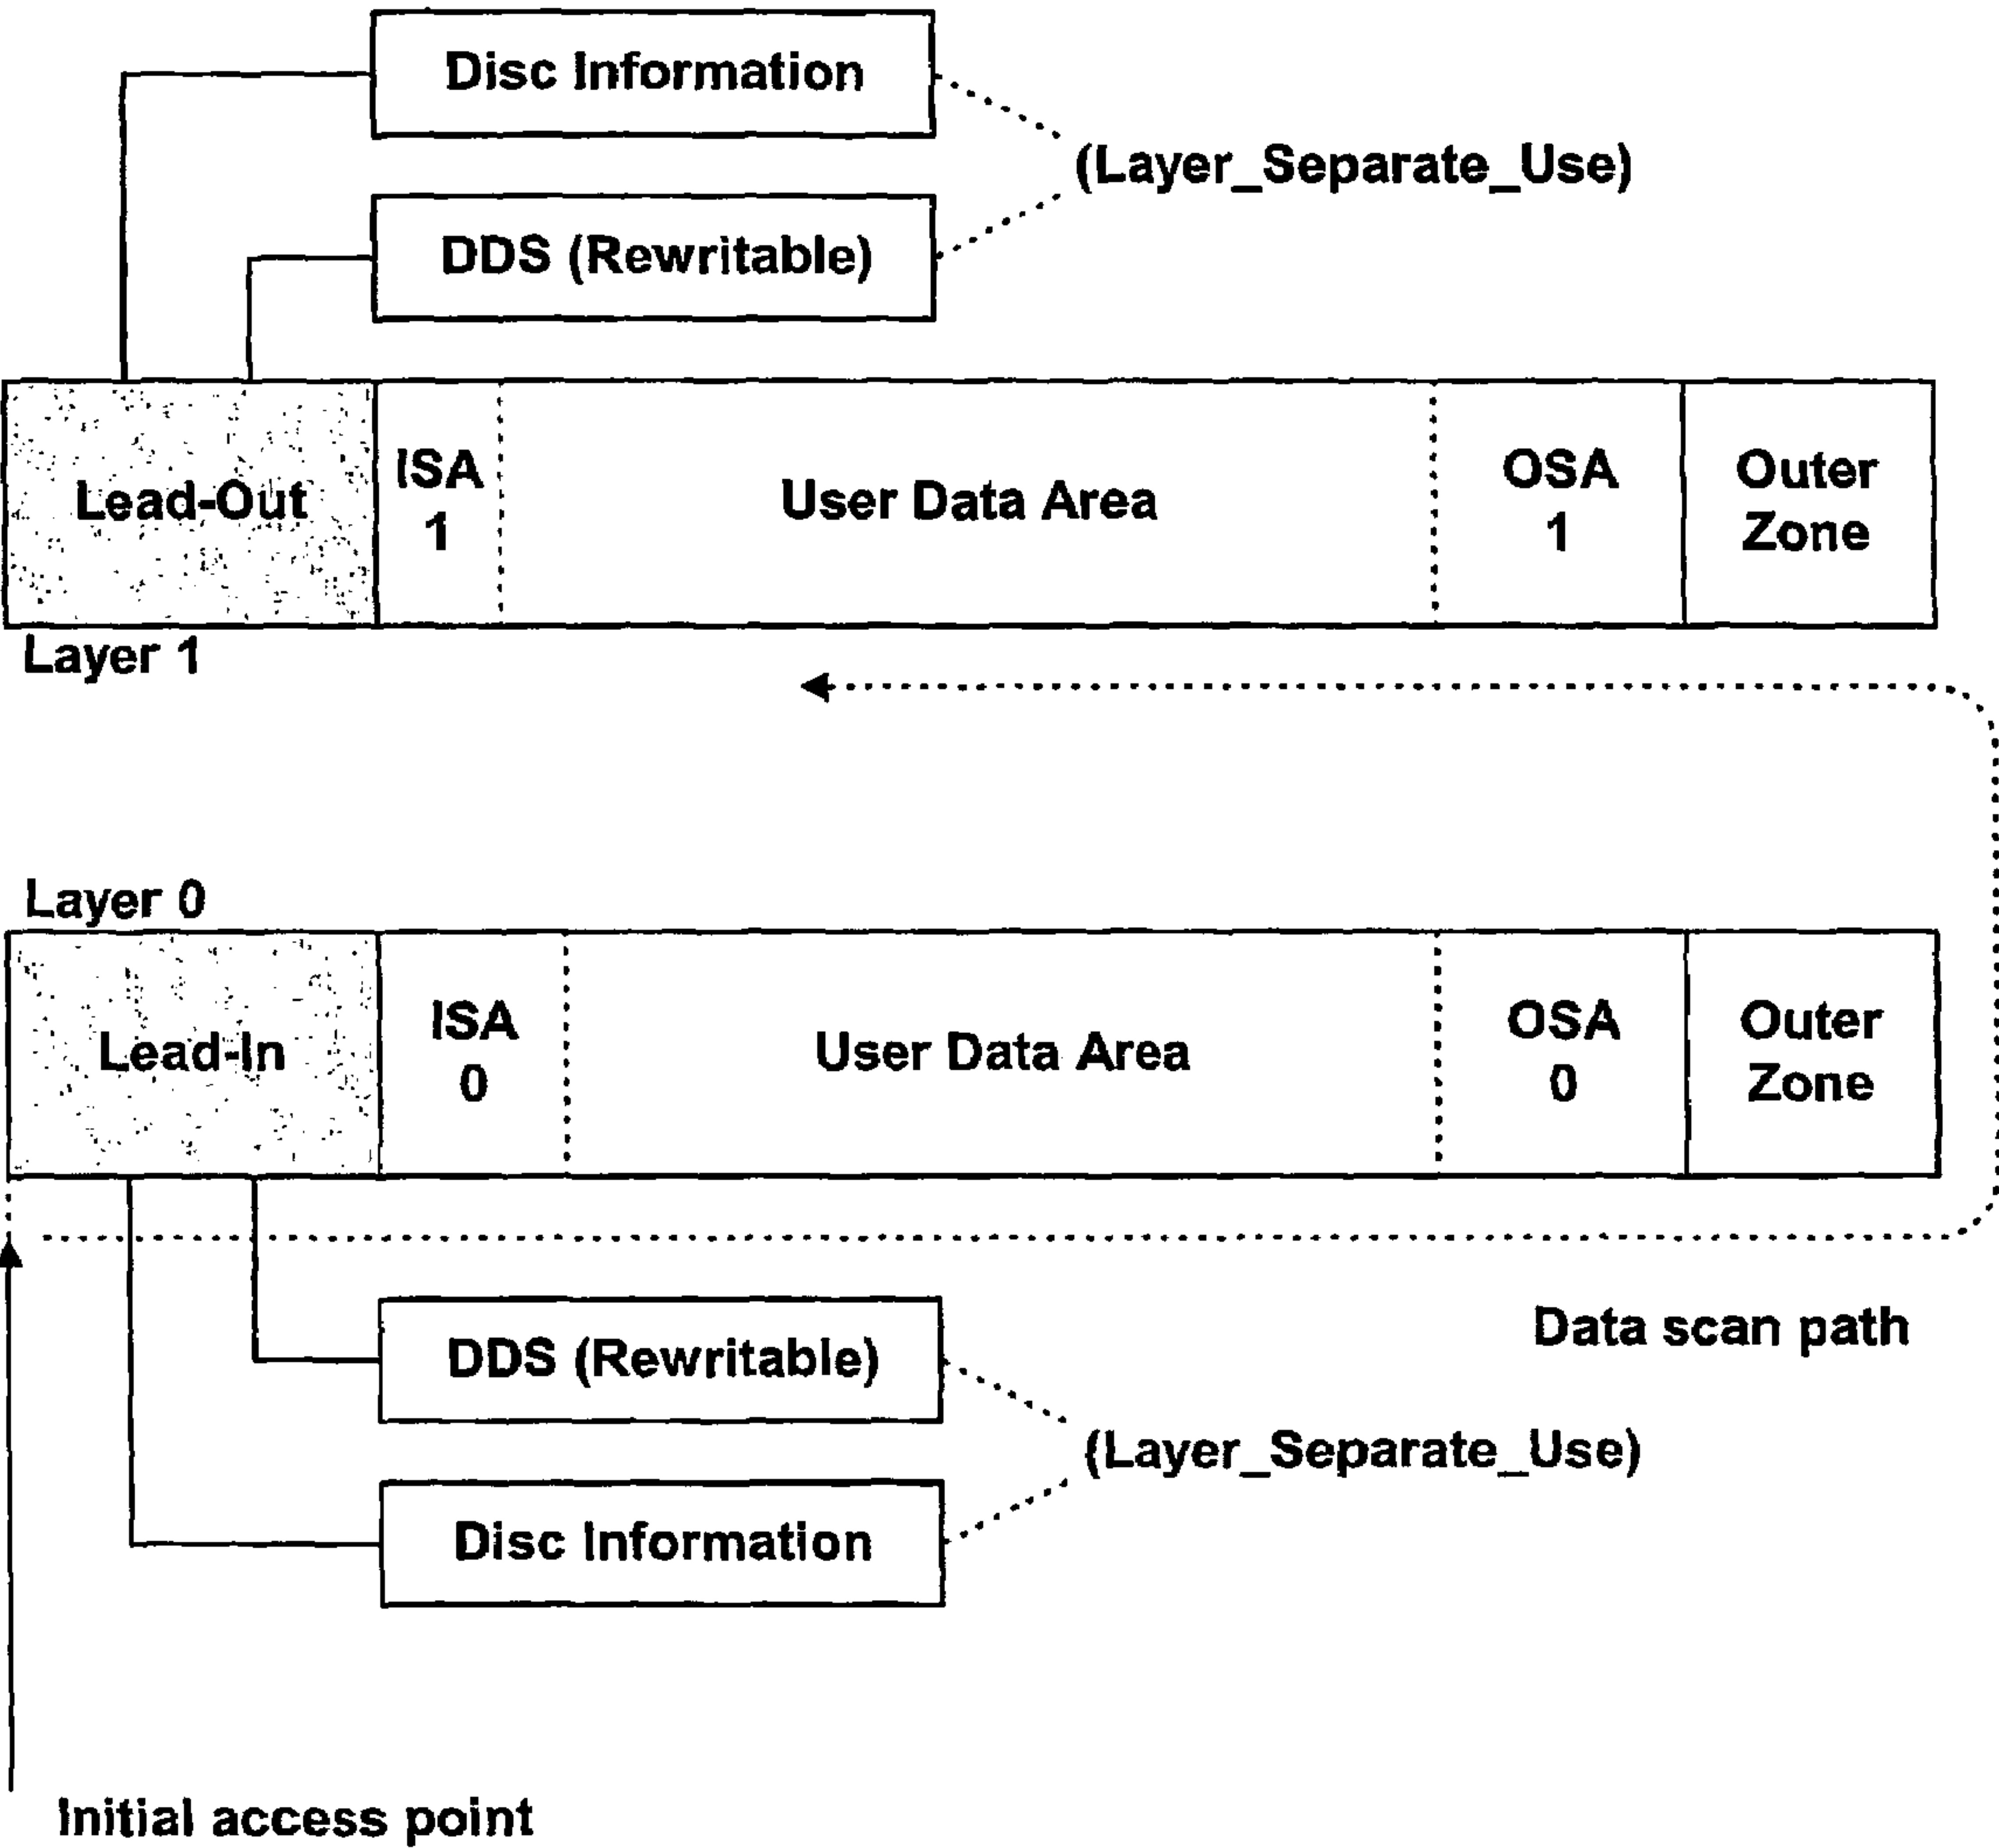 Disc Information
(Layer_Separate_Use)
DDS (Rewritable)
Lead-Out
ISA
1
User Data Area
OSA
1
Outer
Zone
Layer 1
Layer 0
Lead-In
ISA
0
User Data Area
OSA
0
Outer
Zone
DDS (Rewritable)
Data scan path
(Layer_Separate_Use)
Disc Information
Initial access point